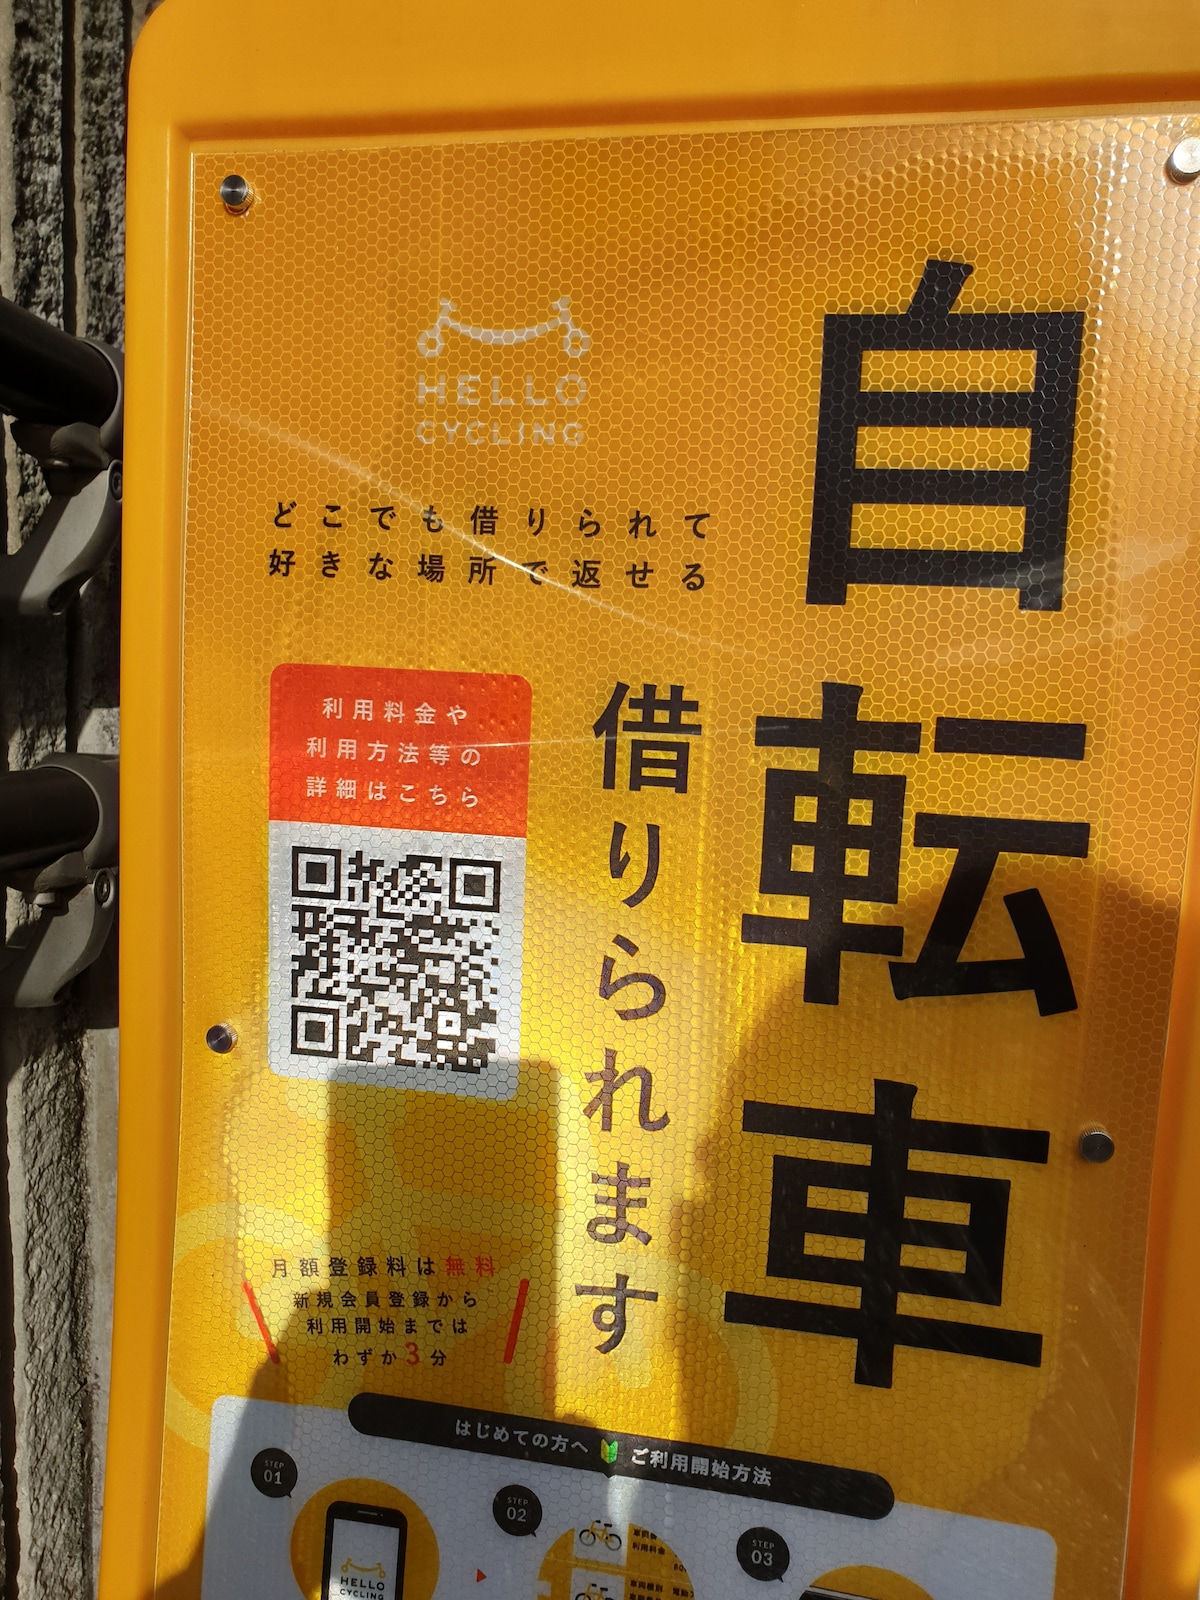 自転車
借りられます
HELLO
CYCLING
どこでも借りられて
好きな場所で返せる
利用料金や
利用方法等の
詳細はこちら
月額登録料は無料
新規会員登録から
利用開始までは
わずか3分
はじめての方へ ご利用開始方法
STEP
01
HELLO
CYCLING
STEP
02
利用料金
STEP
03